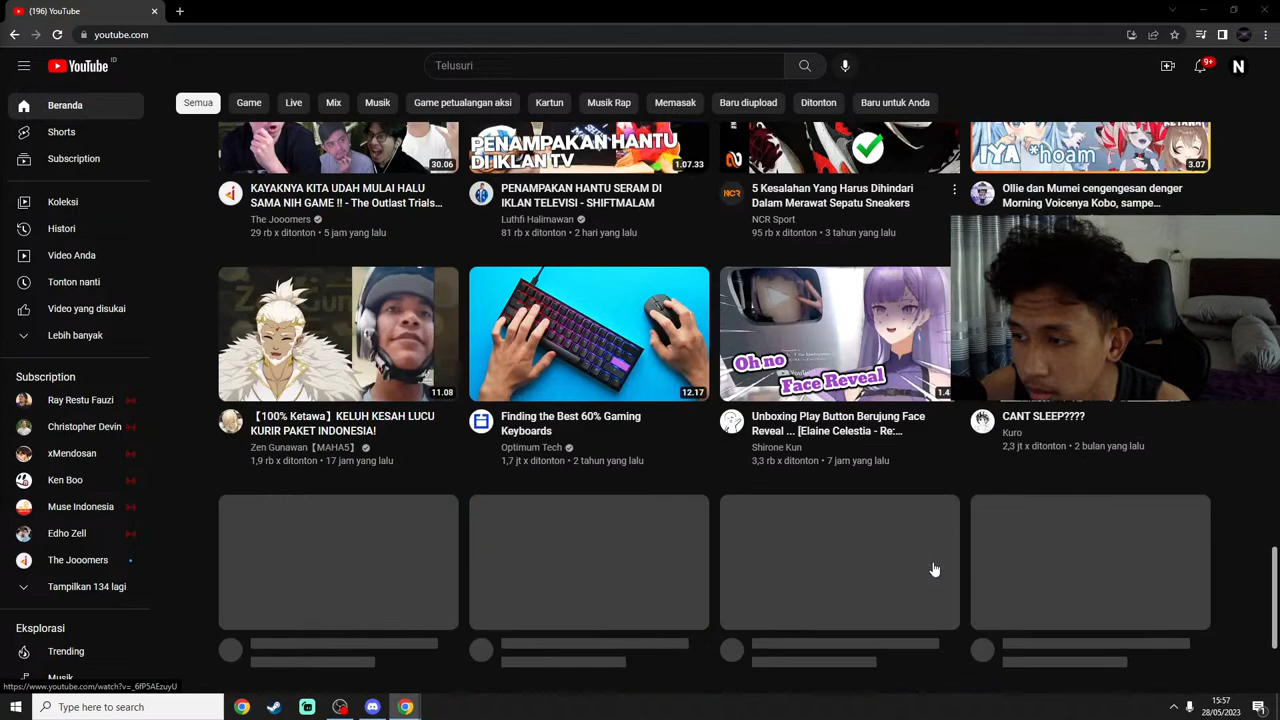 (196) YouTube
youtube.com
YouTube ID
Telusuri
9+
N
Beranda
Shorts
Subscription
Koleksi
Histori
Video Anda
Tonton nanti
Video yang disukai
Lebih banyak
Subscription
Ray Restu Fauzi
Christopher Devin
xMendosan
Ken Boo
Muse Indonesia
Edho Zell
The Jooomers
Tampilkan 134 lagi
Eksplorasi
Trending
Musik
Semua
Game
Live
Mix
Musik
Game petualangan aksi
Kartun
Musik Rap
Memasak
Baru diupload
Ditonton
Baru untuk Anda
30.06
KAYAKNYA KITA UDAH MULAI HALU
SAMA NIH GAME !! - The Outlast Trials...
The Jooomers
29 rb x ditonton • 5 jam yang lalu
PENAMPAKAN HANTU
DI IKLAN TV
1.07.33
PENAMPAKAN HANTU SERAM DI
IKLAN TELEVISI - SHIFTMALAM
Luthfi Halimawan
81 rb x ditonton • 2 hari yang lalu
NCR
5 Kesalahan Yang Harus Dihindari
Dalam Merawat Sepatu Sneakers
NCR Sport
95 rb x ditonton • 3 tahun yang lalu
IYA *hoam
3.07
Ollie dan Mumei cengengesan denger
Morning Voicenya Kobo, sampe...
11.08
【100% Ketawa】KELUH KESAH LUCU
KURIR PAKET INDONESIA!
Zen Gunawan【MAHA5】
1,9 rb x ditonton • 17 jam yang lalu
12.17
Finding the Best 60% Gaming
Keyboards
Optimum Tech
1,7 jt x ditonton • 2 tahun yang lalu
Oh no
Face Reveal
1.4
Unboxing Play Button Berujung Face
Reveal ... [Elaine Celestia - Re:...
Shirone Kun
3,3 rb x ditonton • 7 jam yang lalu
CANT SLEEP????
Kuro
2,3 jt x ditonton • 2 bulan yang lalu
https://www.youtube.com/watch?v=_6fP5AEzuyU
Type here to search
15.57
28/05/2023
1